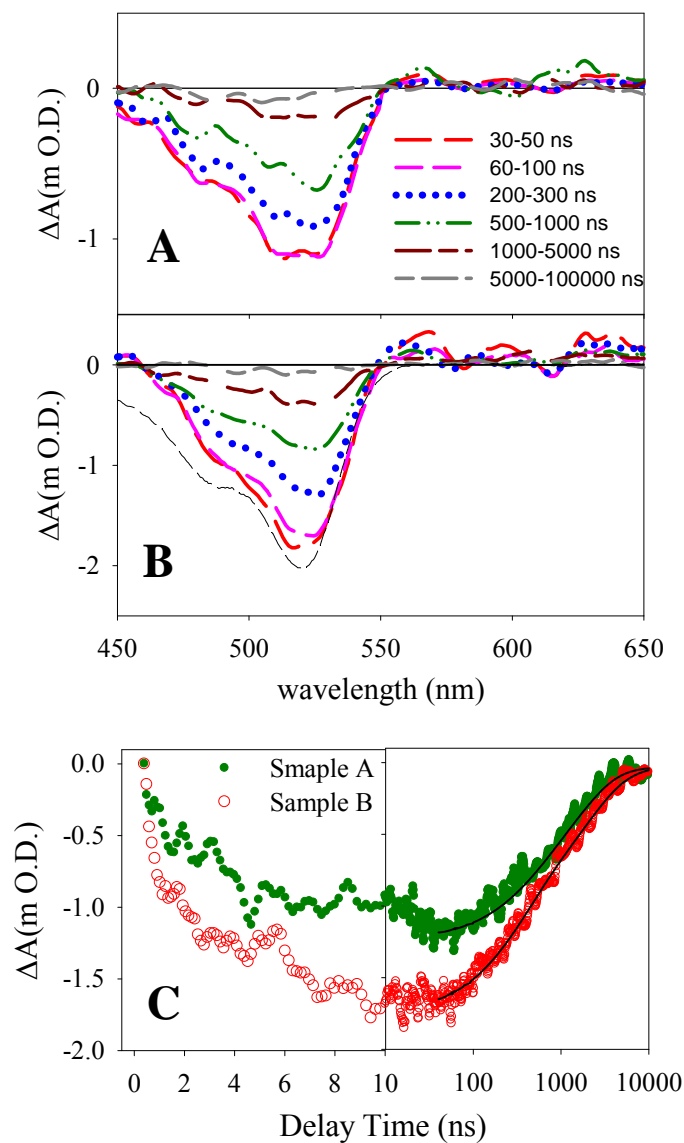 0
-1
ΔA(m O.D.)
A
30-50 ns
60-100 ns
200-300 ns
500-1000 ns
1000-5000 ns
5000-100000 ns
0
-1
-2
ΔA(m O.D.)
B
450 500 550 600 650
wavelength (nm)
0.0
-0.5
-1.0
-1.5
-2.0
ΔA(m O.D.)
Smaple A
Sample B
C
0 2 4 6 8 10 100 1000 10000
Delay Time (ns)